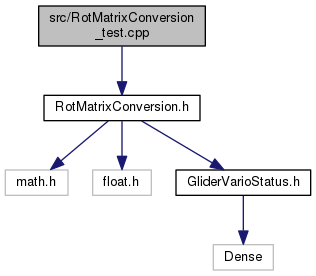 src/RotMatrixConversion
_test.cpp
RotMatrixConversion.h
math.h
float.h
GliderVarioStatus.h
Dense